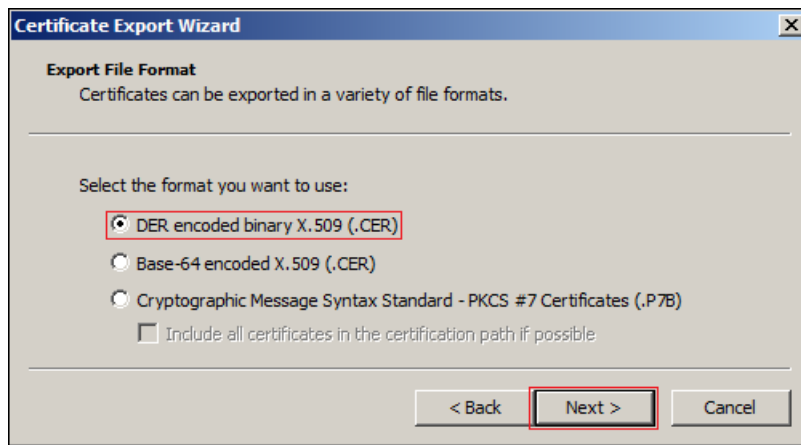 Certificate Export Wizard
Export File Format
Certificates can be exported in a variety of file formats.
Select the format you want to use:
DER encoded binary X.509 (.CER)
Base-64 encoded X.509 (.CER)
Cryptographic Message Syntax Standard - PKCS #7 Certificates (.P7B)
Include all certificates in the certification path if possible
< Back Next > Cancel